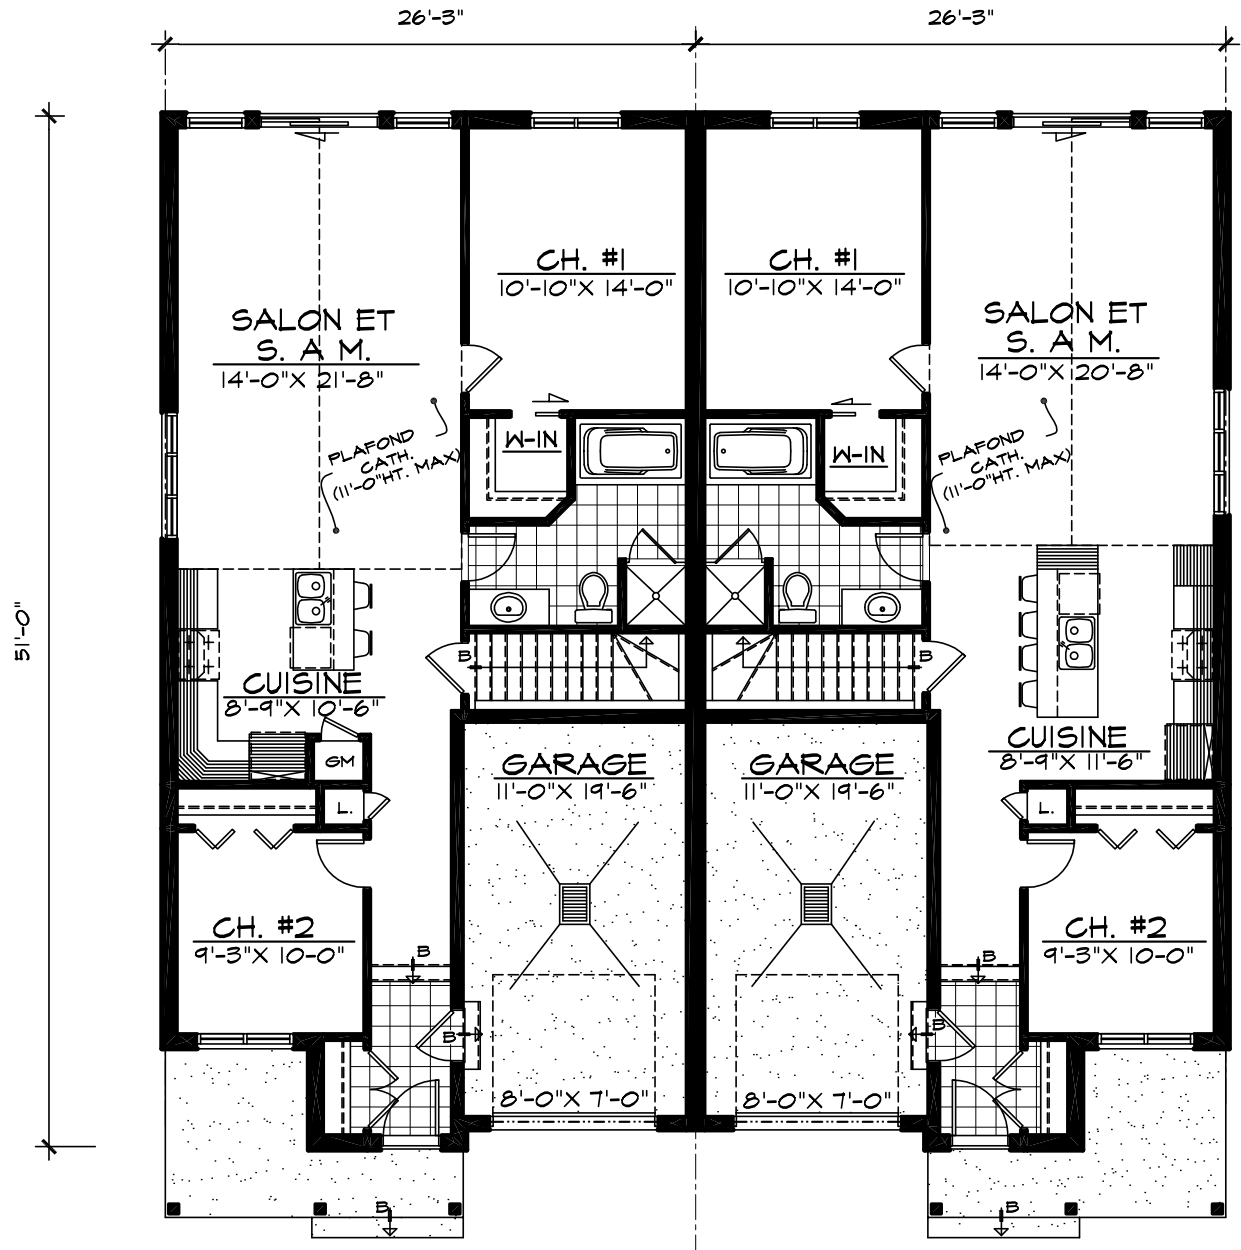 26'-3"
26'-3"
51'-0"
CH. #1
10'-10"X 14'-0"
CH. #1
10'-10"X 14'-0"
SALON ET
S. A M.
14'-0"X 21'-8"
SALON ET
S. A M.
14'-0"X 20'-8"
PLAFOND
CATH.
(11'-0"HT. MAX)
W-IN
W-IN
PLAFOND
CATH.
(11'-0"HT. MAX)
B
B
CUISINE
8'-9"X 10'-6"
CUISINE
8'-9"X 11'-6"
GM
GARAGE
11'-0"X 19'-6"
GARAGE
11'-0"X 19'-6"
L.
L.
CH. #2
9'-3"X 10-0"
CH. #2
9'-3"X 10-0"
B
B
B
B
8'-0"X 7'-0"
8'-0"X 7'-0"
B
B